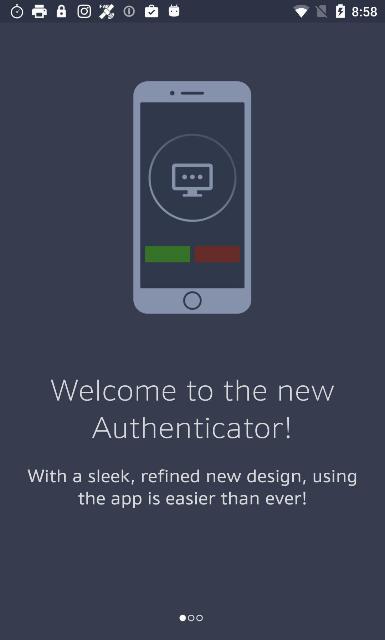 8:58
Welcome to the new
Authenticator!
With a sleek, refined new design, using
the app is easier than ever!